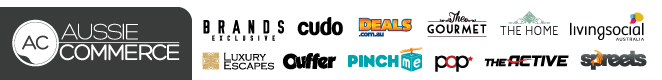 AC AUSSIE COMMERCE
BRANDS EXCLUSIVE
cudo
DEALS .com.au
The GOURMET
THE HOME
livingsocial AUSTRALIA
LUXURY ESCAPES
Ouffer
PINCHme
pop
THE ACTIVE
spreets